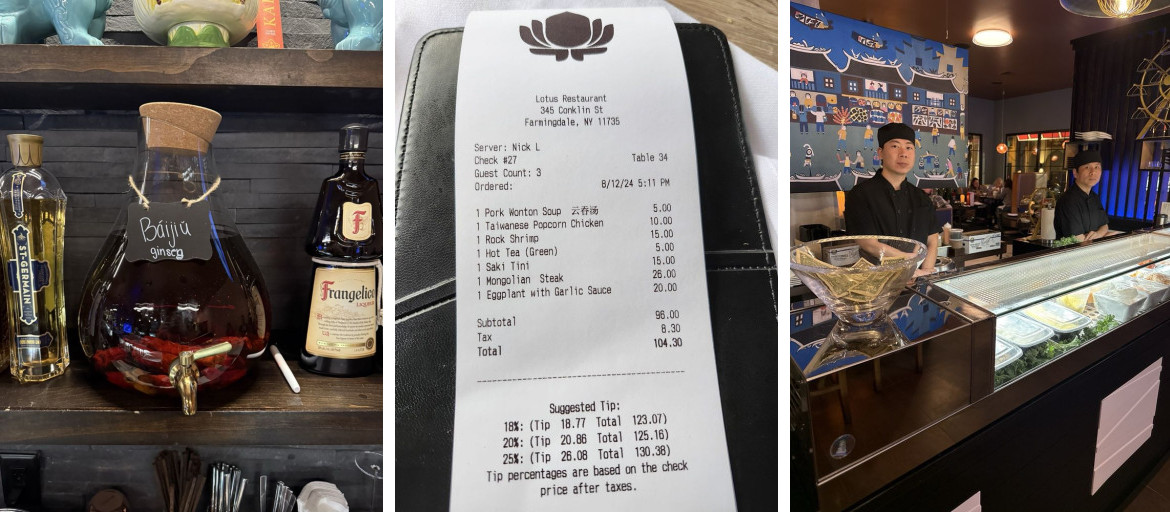 Báijiǔ
ginseng
ST-GERMAIN
F
Frangelico
LIQUEUR
Lotus Restaurant
345 Conklin St
Farmingdale, NY 11735
Server: Nick L
Check #27 Table 34
Guest Count: 3
Ordered: 8/12/24 5:11 PM
1 Pork Wonton Soup 云吞汤 5.00
1 Taiwanese Popcorn Chicken 10.00
1 Rock Shrimp 15.00
1 Hot Tea (Green) 5.00
1 Saki Tini 15.00
1 Mongolian Steak 26.00
1 Eggplant with Garlic Sauce 20.00
Subtotal 96.00
Tax 8.30
Total 104.30
Suggested Tip:
18%: (Tip 18.77 Total 123.07)
20%: (Tip 20.86 Total 125.16)
25%: (Tip 26.08 Total 130.38)
Tip percentages are based on the check
price after taxes.